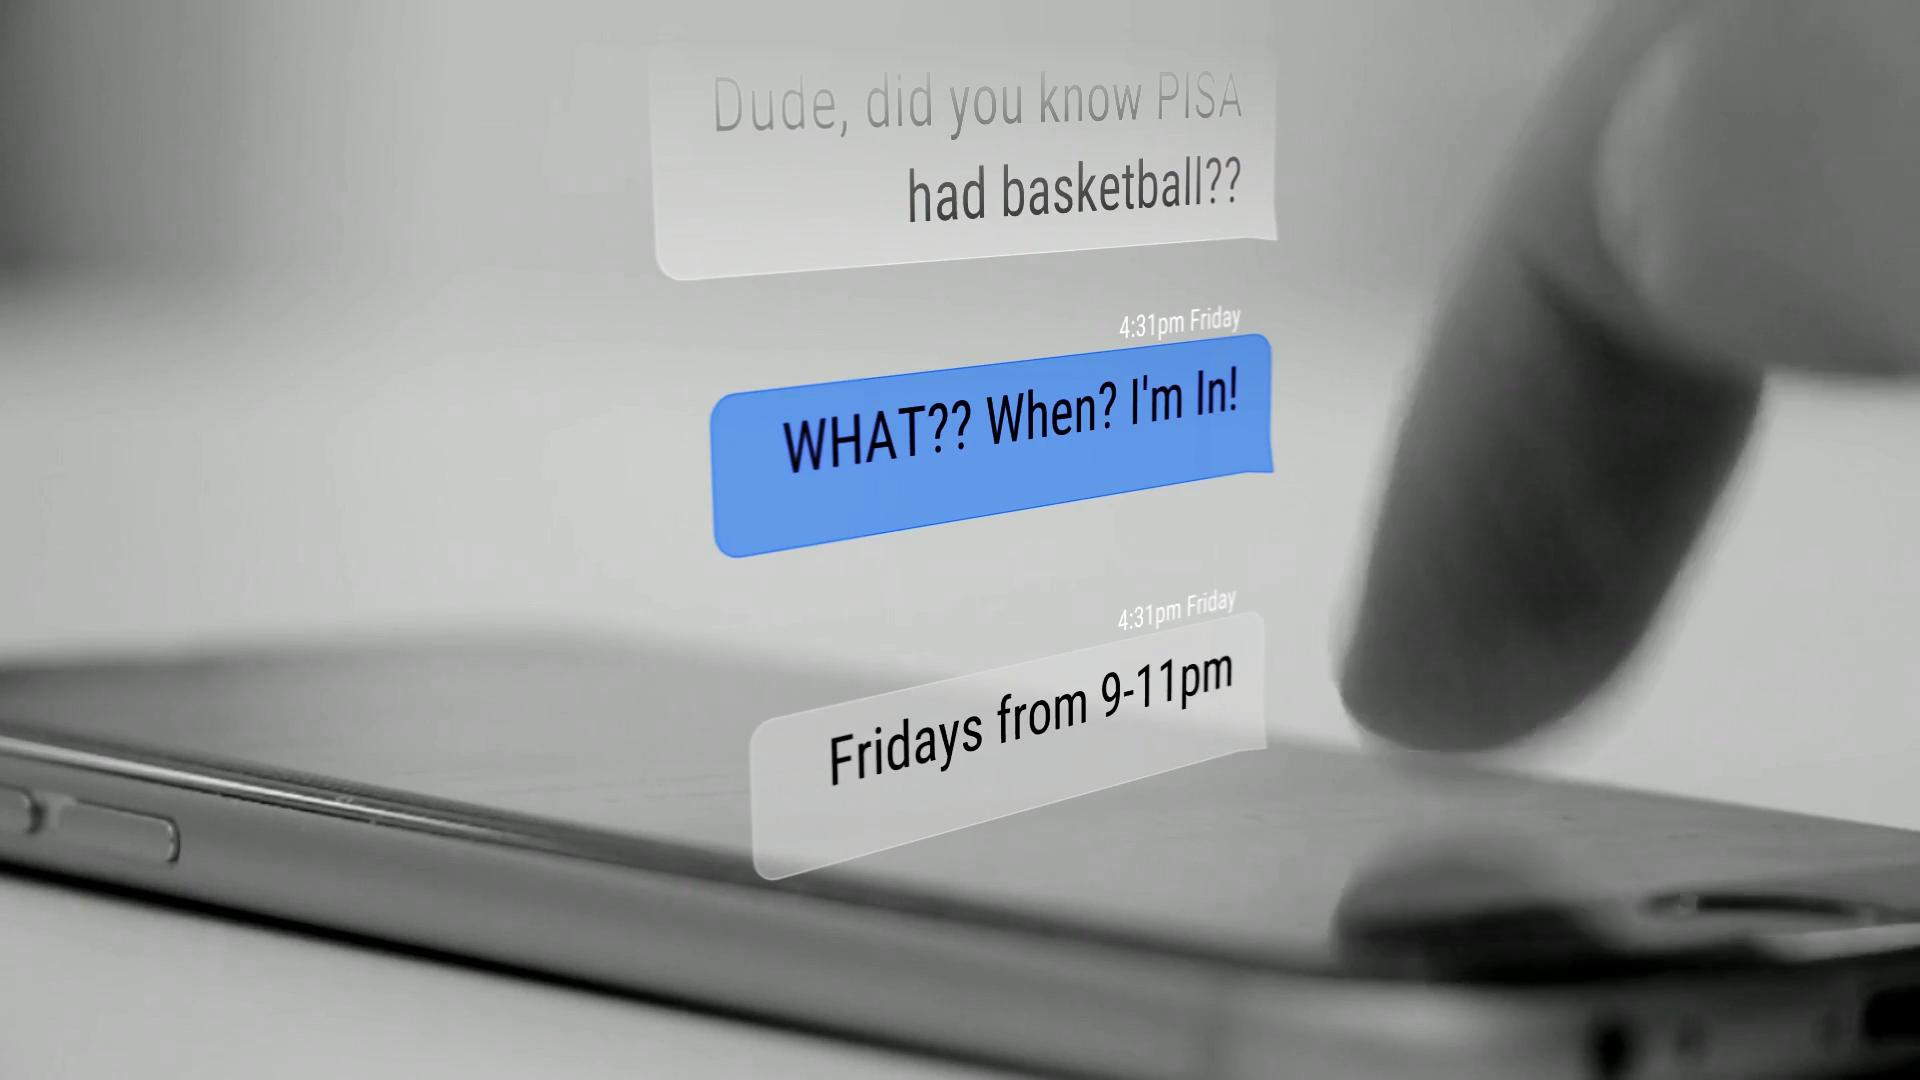 Dude, did you know PISA
had basketball??
4:31pm Friday
WHAT?? When? I'm In!
4:31pm Friday
Fridays from 9-11pm